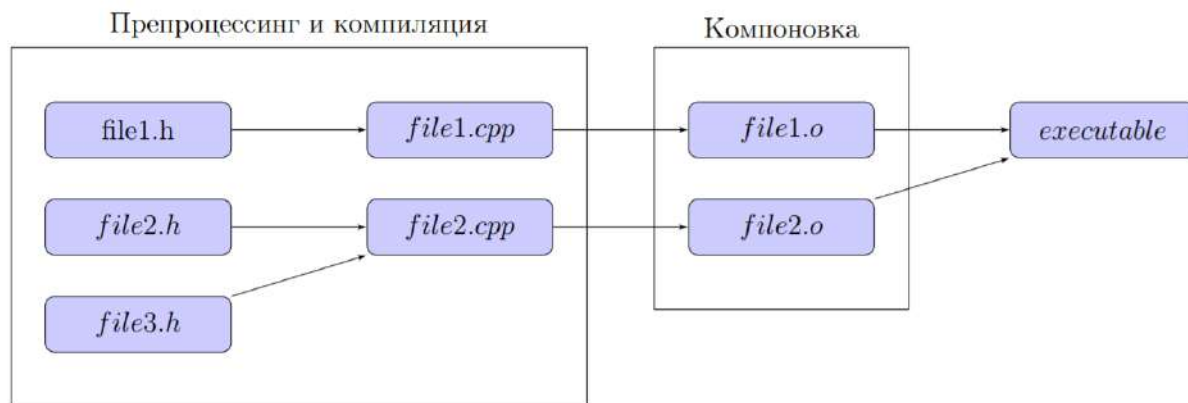 Препроцессинг и компиляция
Компоновка
file1.h
file1.cpp
file1.o
executable
file2.h
file2.cpp
file2.o
file3.h